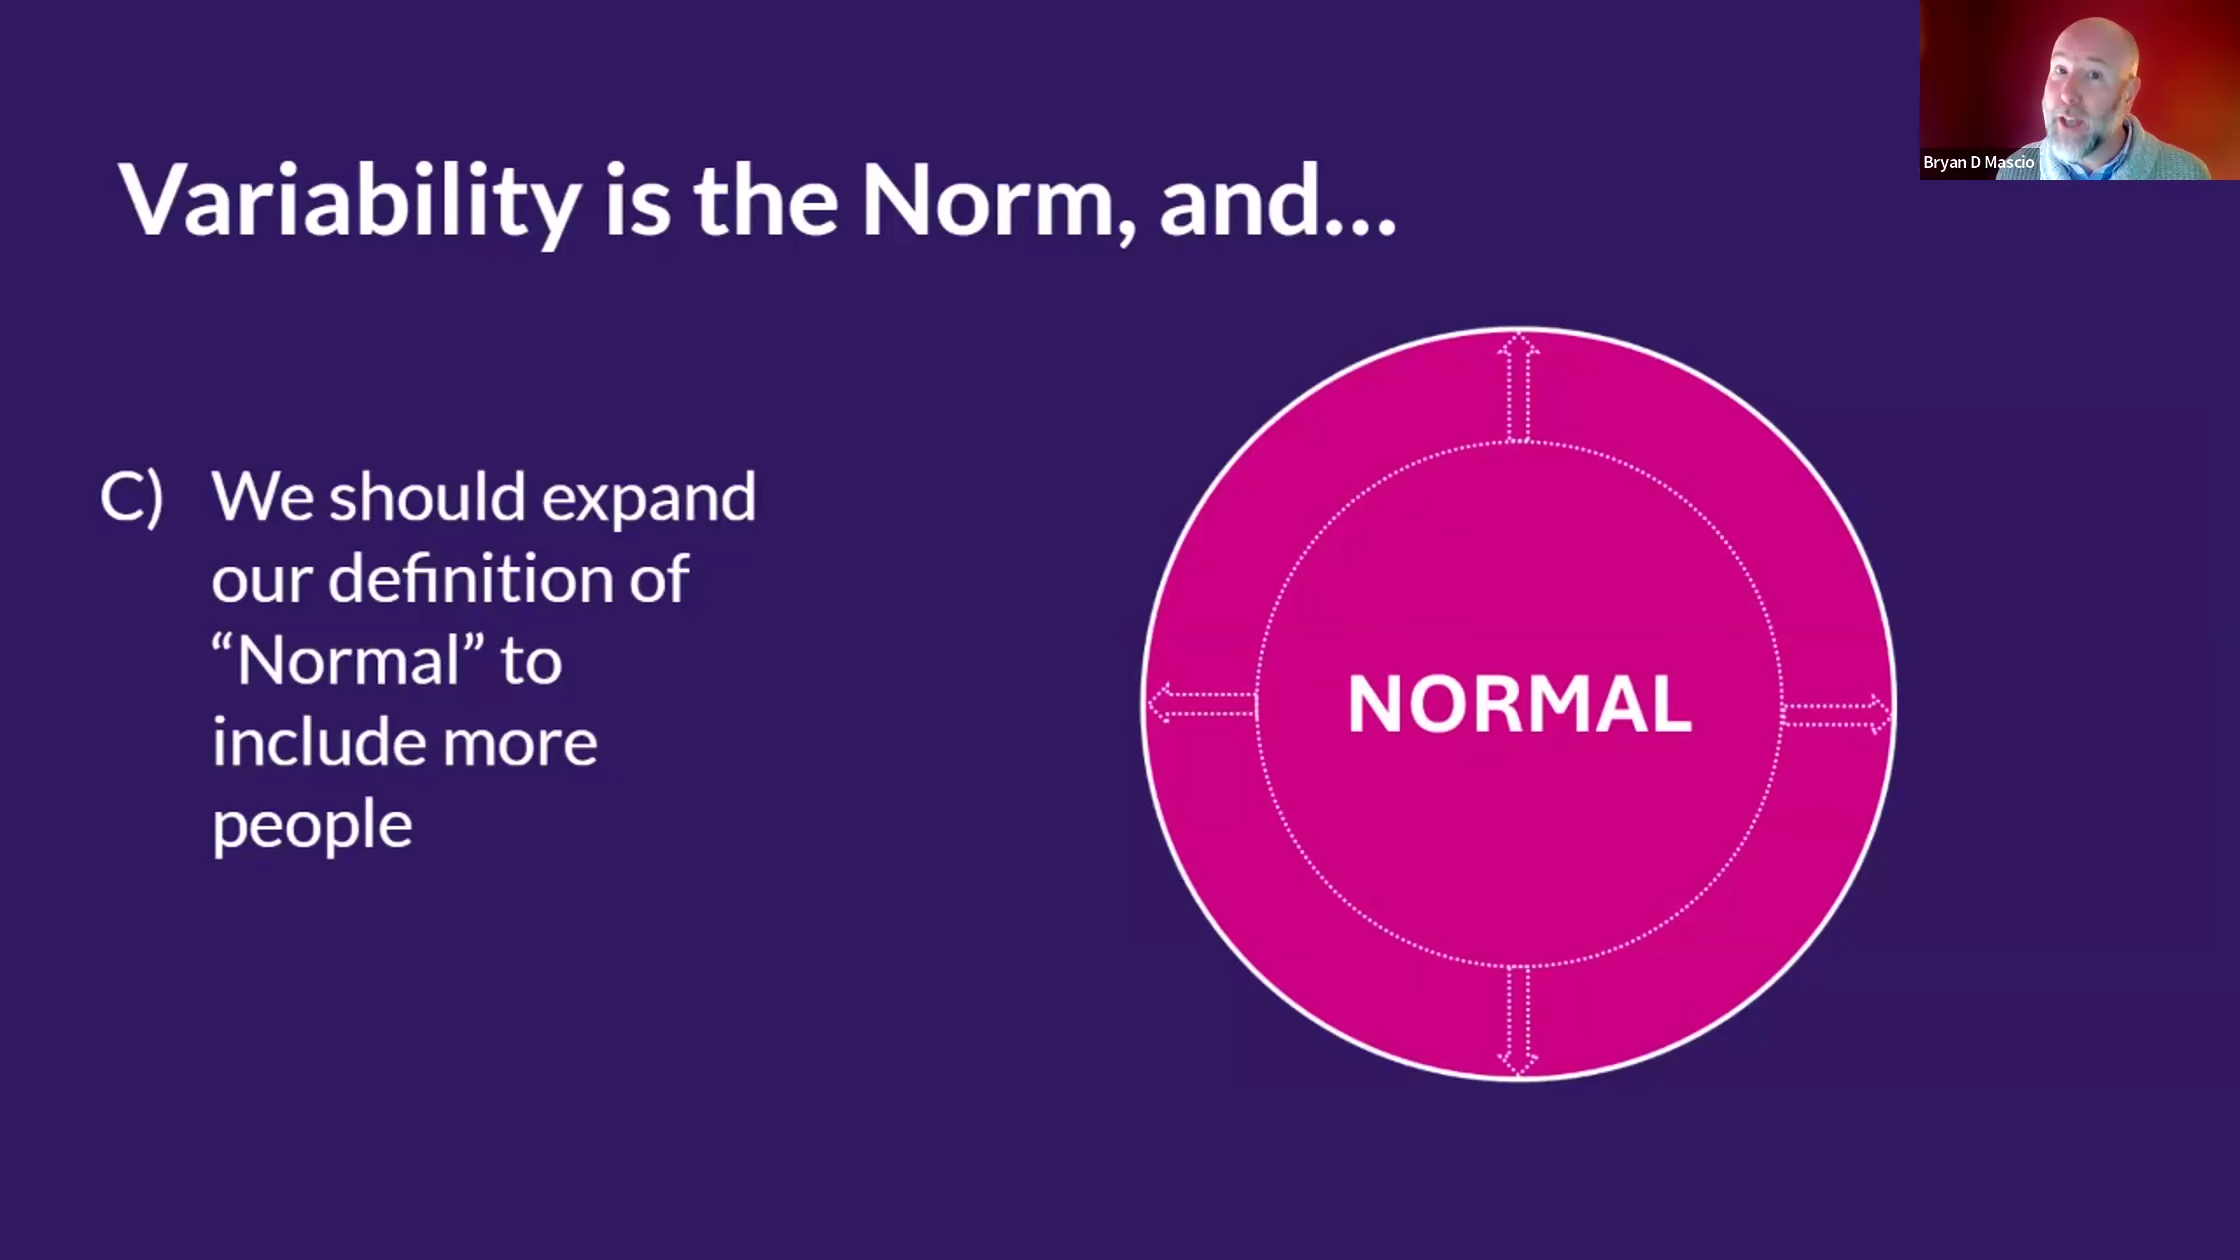 Bryan D Mascio
Variability is the Norm, and...
C) We should expand
our definition of
“Normal” to
include more
people
NORMAL